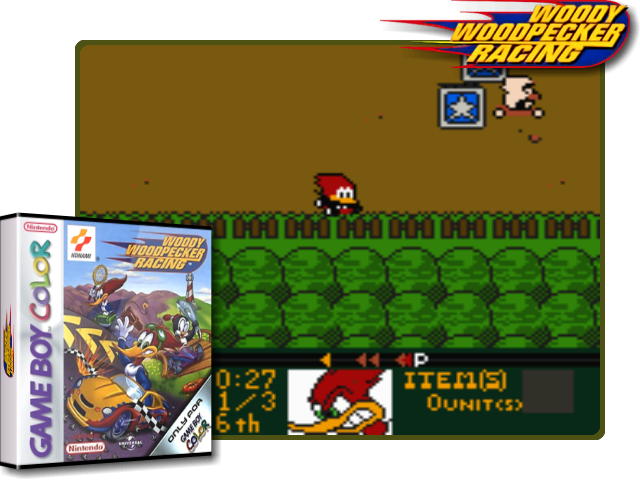 WOODY
WOODPECKER
RACING
0:27
1/3
6th
P
ITEM(S)
0UNIT(S)
Nintendo
GAME BOY COLOR
KONAMI
WOODY
WOODPECKER
RACING
ONLY FOR
GAME BOY
COLOR
Nintendo
UNIVERSAL